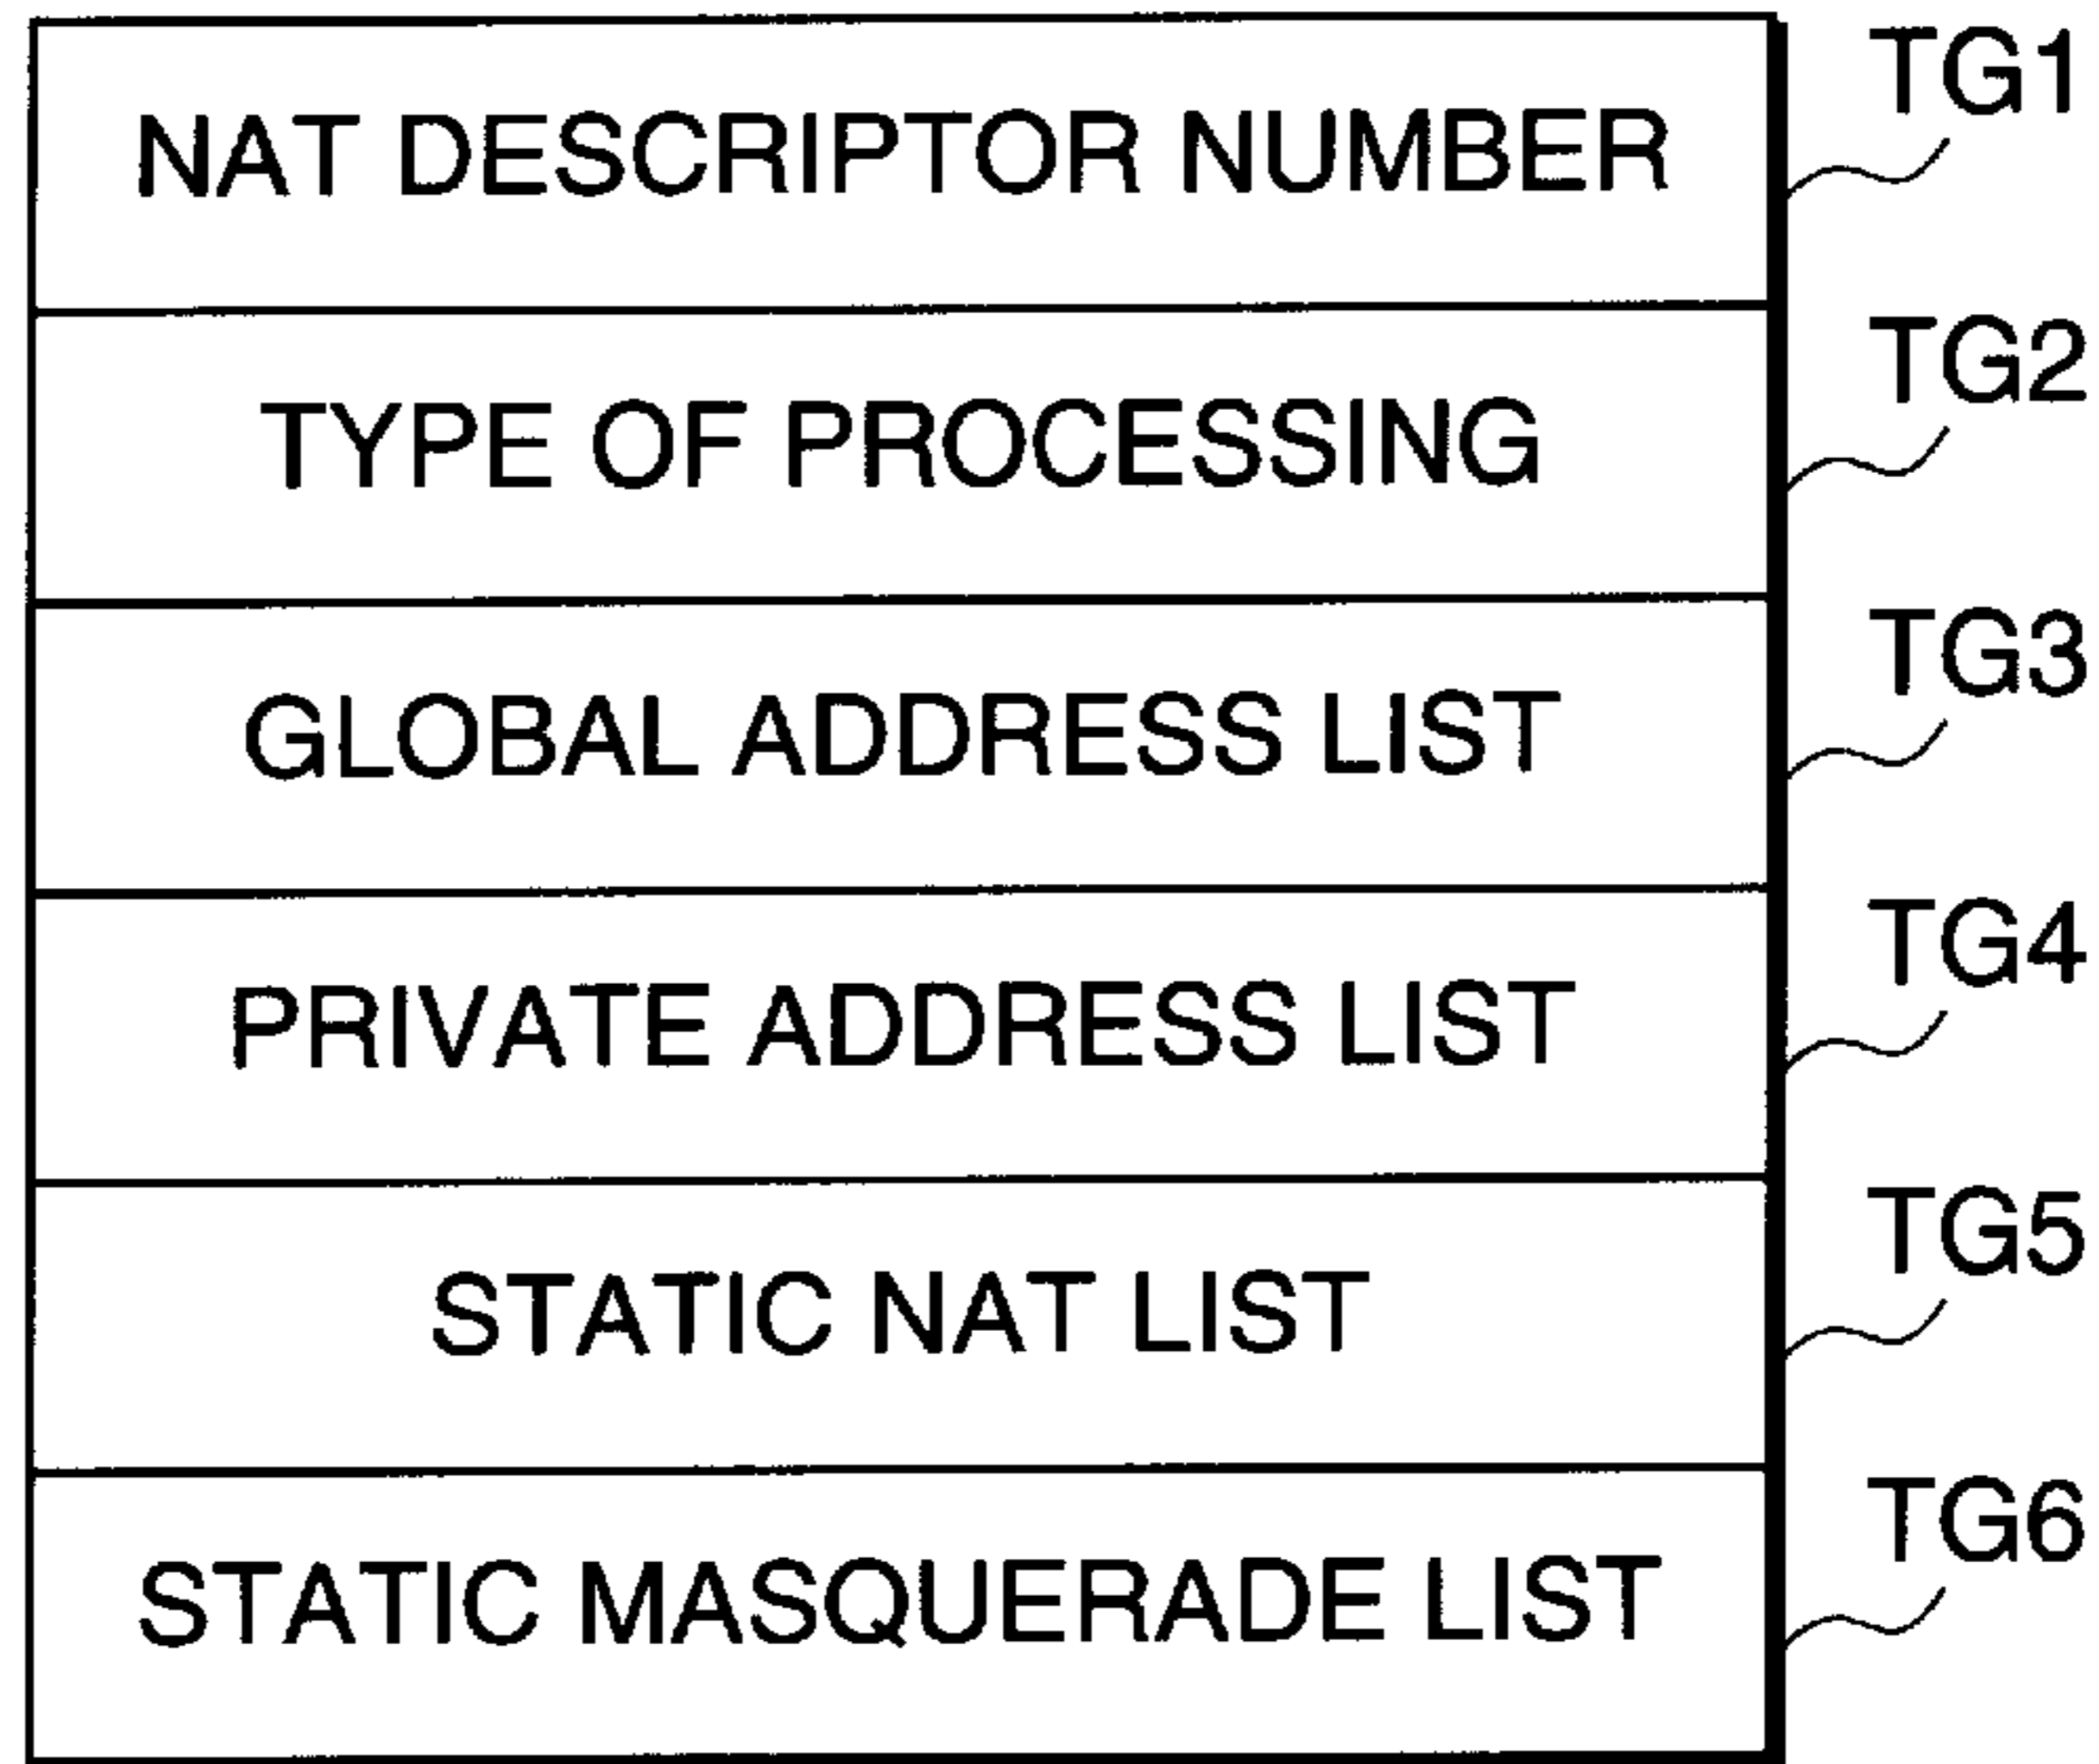 TG1
NAT DESCRIPTOR NUMBER
TG2
TYPE OF PROCESSING
TG3
GLOBAL ADDRESS LIST
TG4
PRIVATE ADDRESS LIST
TG5
STATIC NAT LIST
TG6
STATIC MASQUERADE LIST